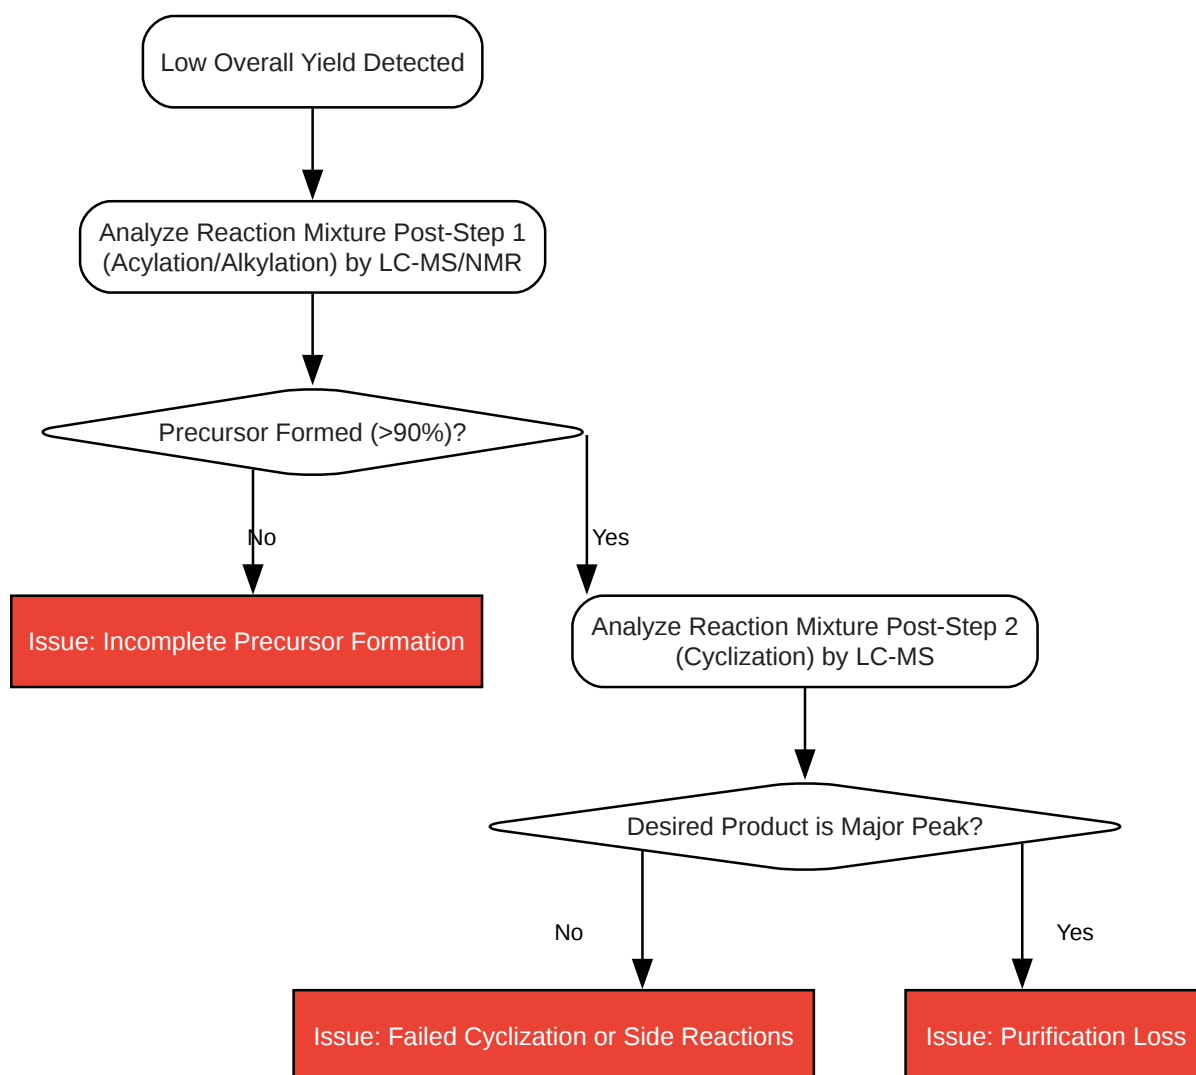 Low Overall Yield Detected
Analyze Reaction Mixture Post-Step 1
(Acylation/Alkylation) by LC-MS/NMR
Precursor Formed (>90%)?
No
Yes
Issue: Incomplete Precursor Formation
Analyze Reaction Mixture Post-Step 2
(Cyclization) by LC-MS
Desired Product is Major Peak?
No
Yes
Issue: Failed Cyclization or Side Reactions
Issue: Purification Loss